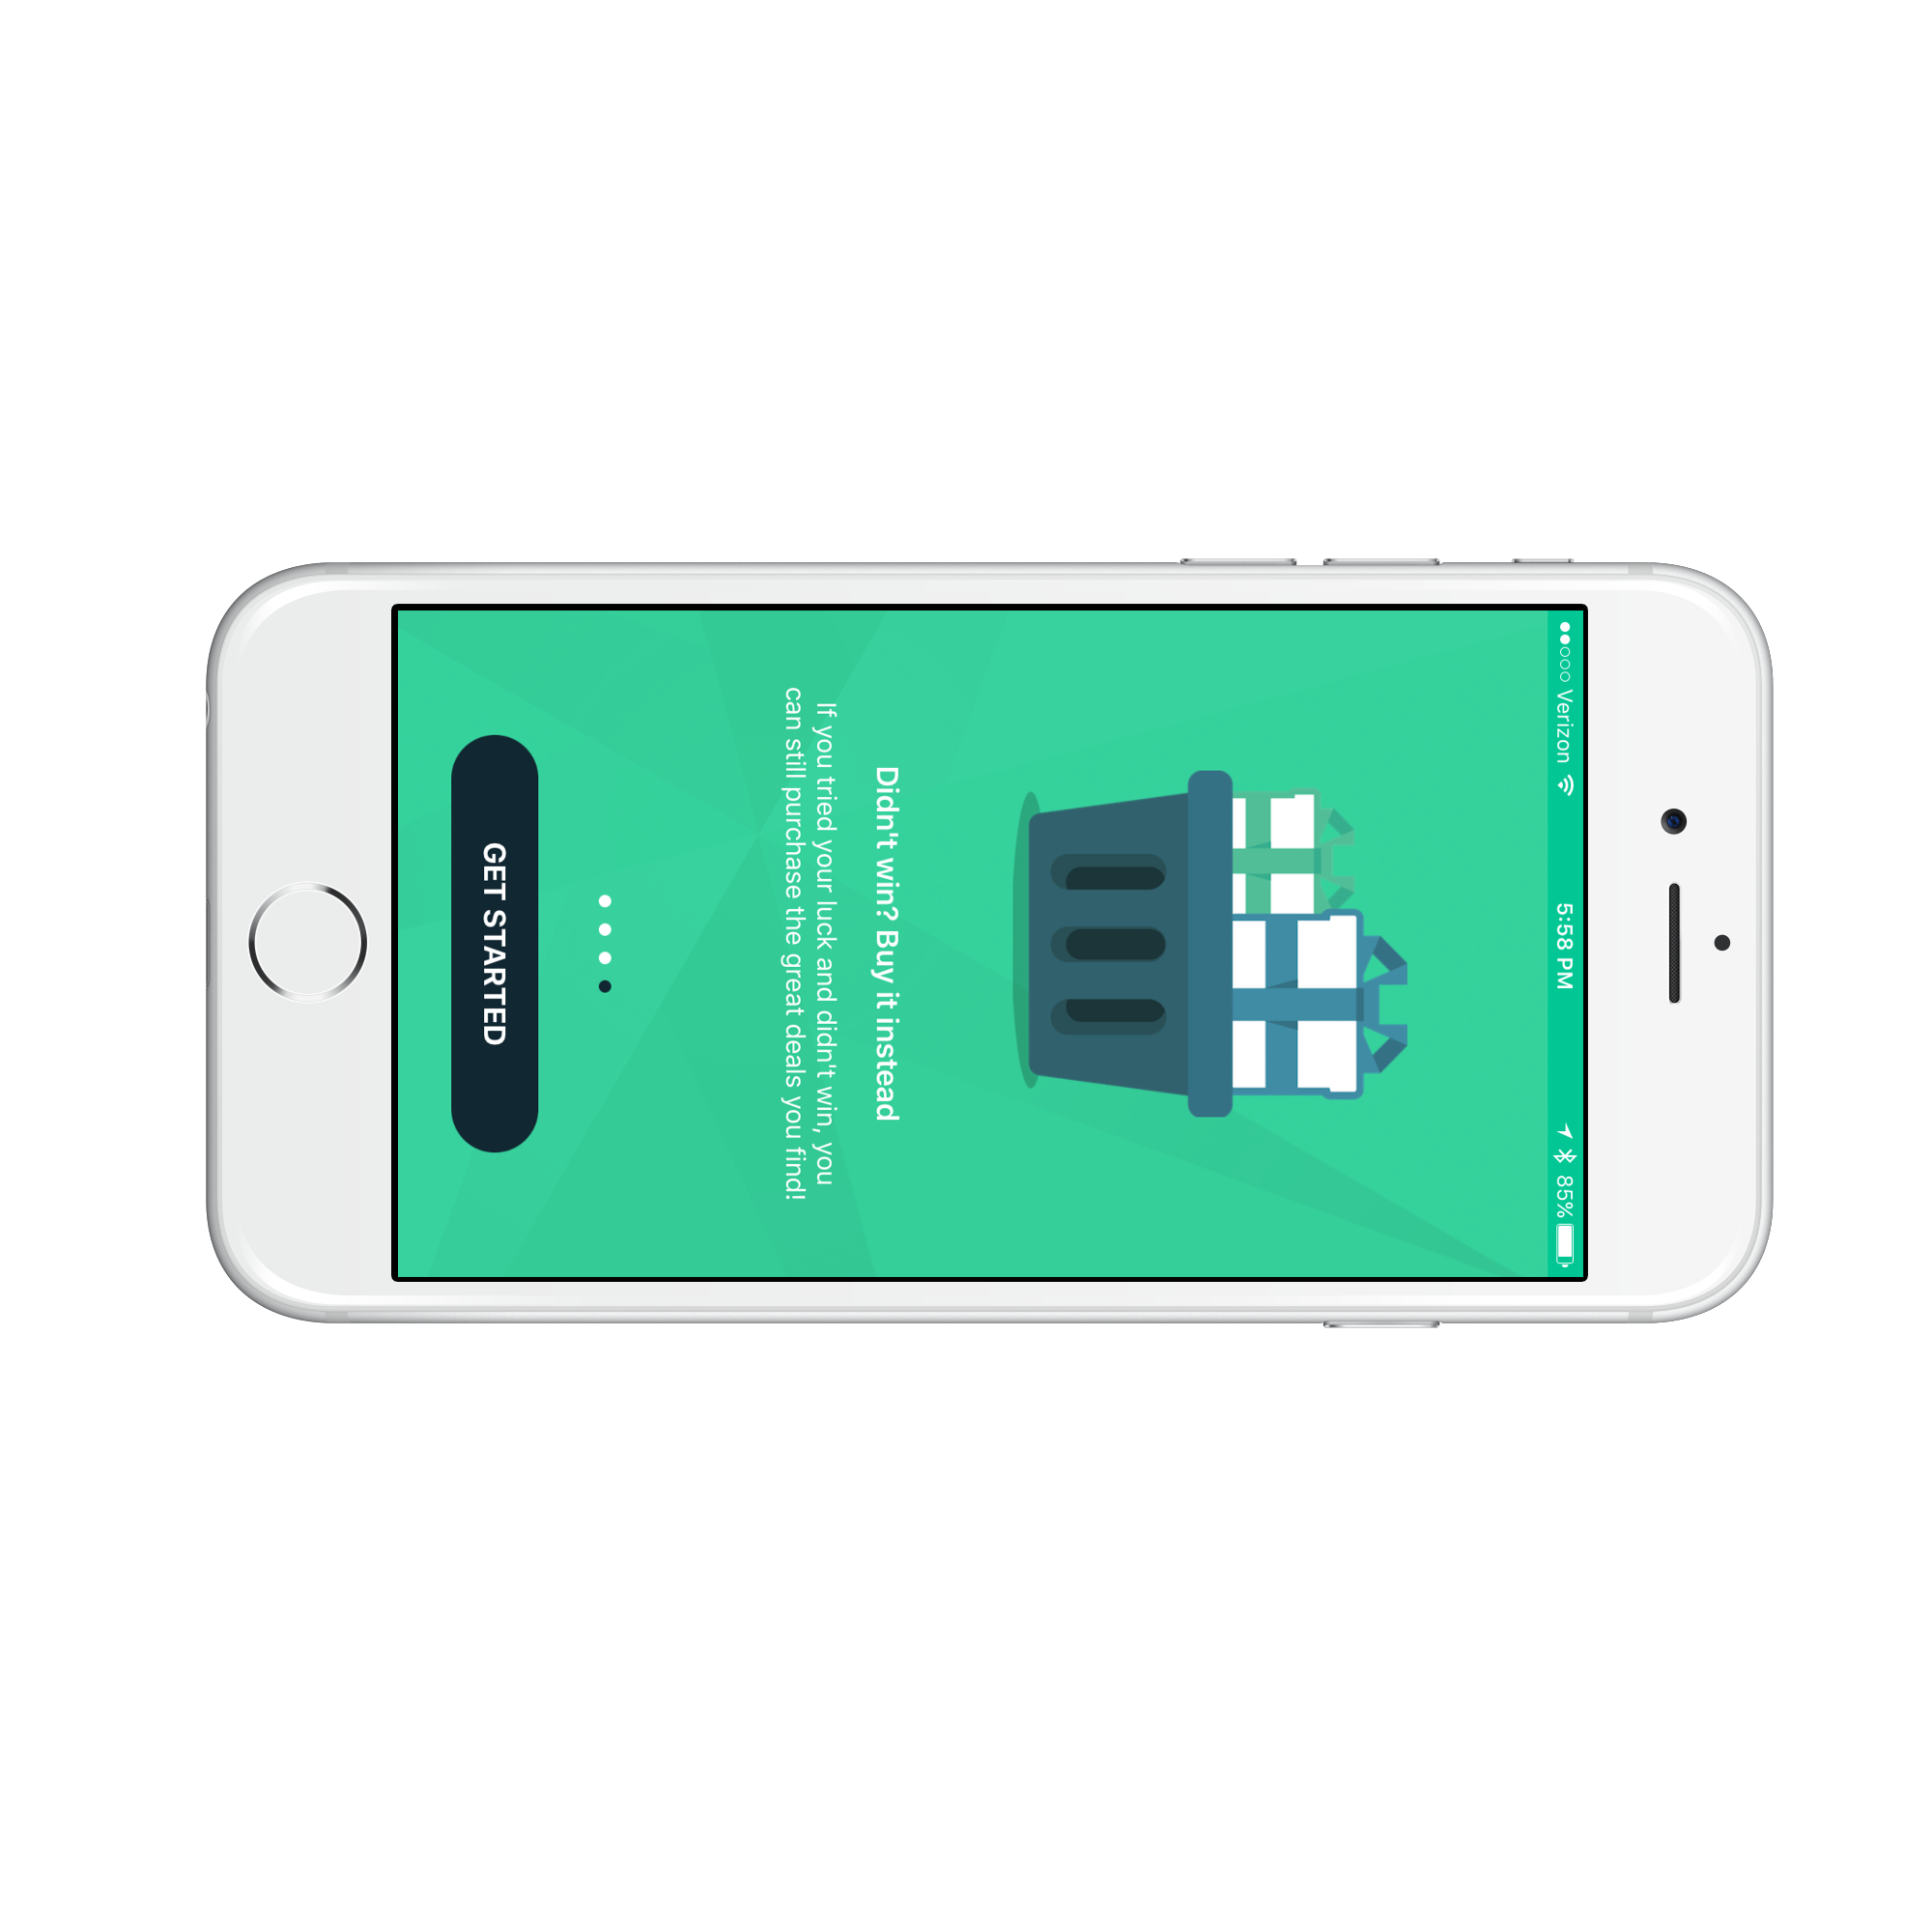 Verizon 5:58 PM 85%
Didn't win? Buy it instead
If you tried your luck and didn't win, you
can still purchase the great deals you find!
GET STARTED